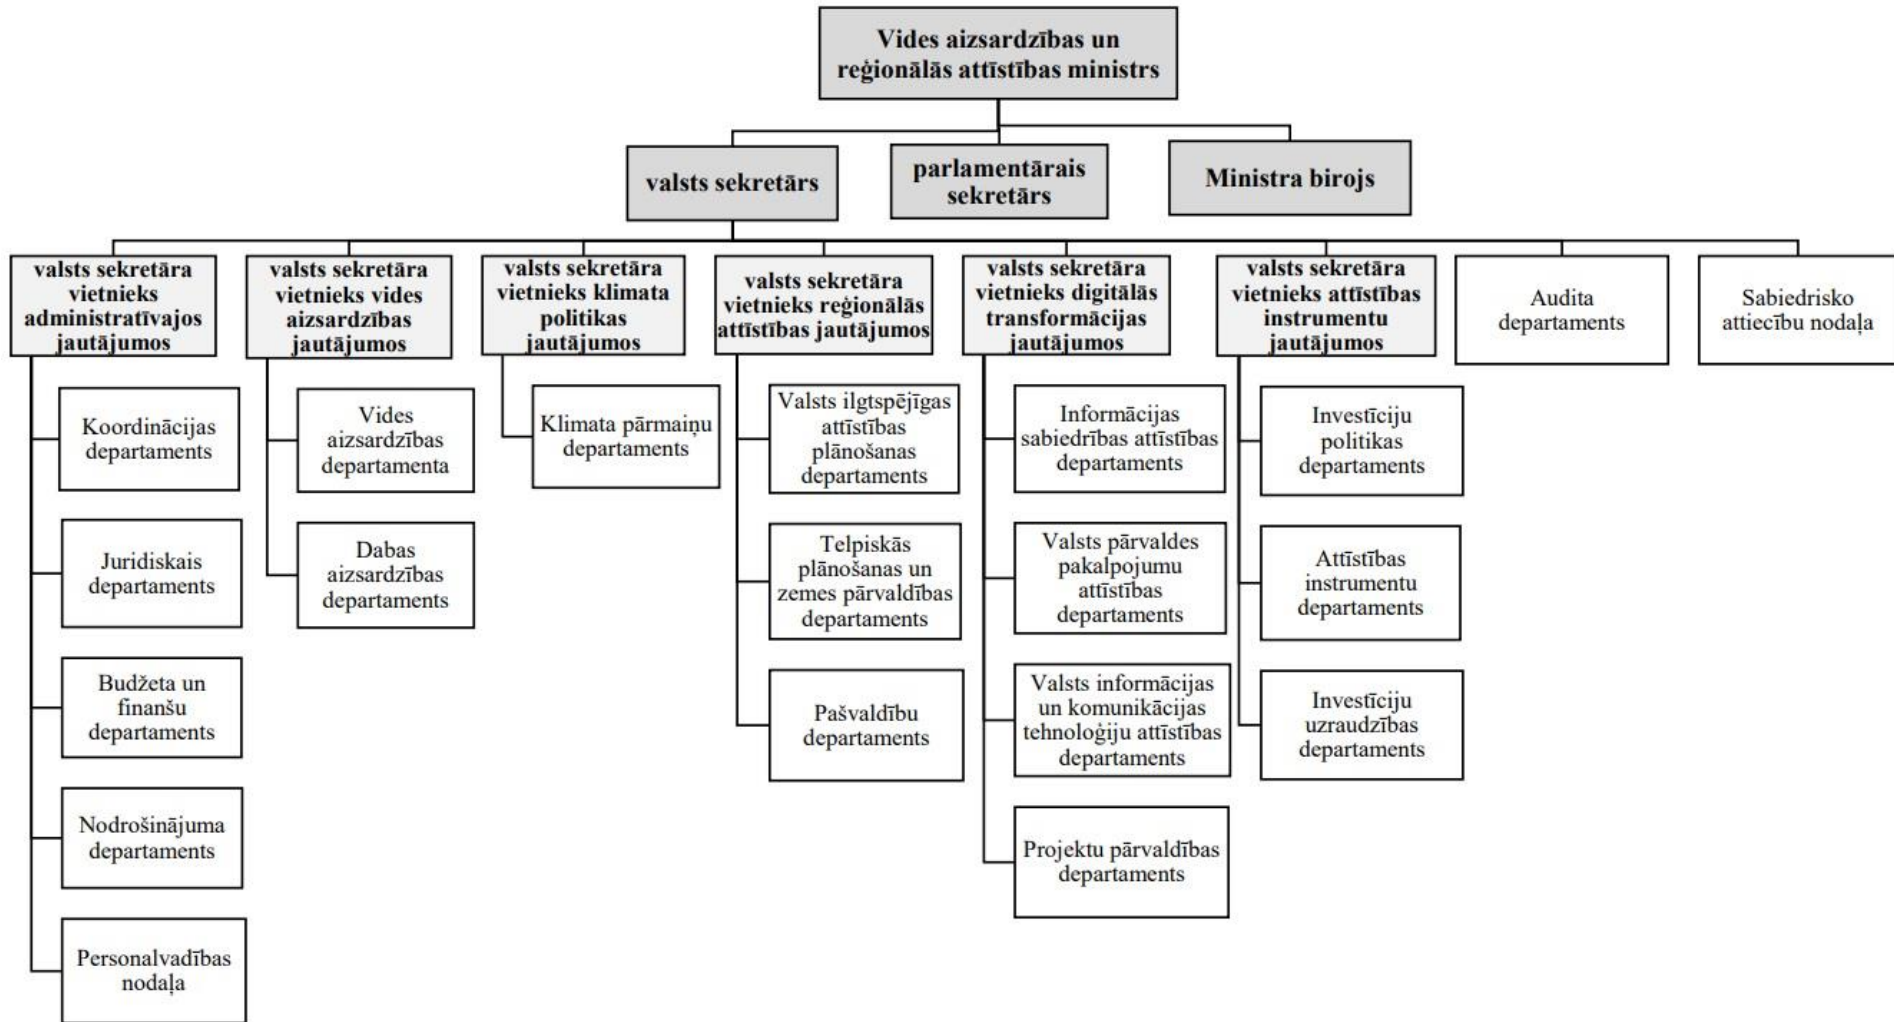 Vides aizsardzības un
reģionālās attīstības ministrs
valsts sekretārs
parlamentārais
sekretārs
Ministra birojs
valsts sekretāra
vietnieks
administratīvajos
jautājumos
valsts sekretāra
vietnieks vides
aizsardzības
jautājumos
valsts sekretāra
vietnieks klimata
politikas
jautājumos
valsts sekretāra
vietnieks reģionālās
attīstības jautājumos
valsts sekretāra
vietnieks digitālās
transformācijas
jautājumos
valsts sekretāra
vietnieks attīstības
instrumentu
jautājumos
Audita
departaments
Sabiedrisko
attiecību nodaļa
Koordinācijas
departaments
Juridiskais
departaments
Budžeta un
finanšu
departaments
Nodrošinājuma
departaments
Personalvadības
nodaļa
Vides
aizsardzības
departamenta
Dabas
aizsardzības
departaments
Klimata pārmaiņu
departaments
Valsts ilgtspējīgas
attīstības
plānošanas
departaments
Telpiskās
plānošanas un
zemes pārvaldības
departaments
Pašvaldību
departaments
Informācijas
sabiedrības attīstības
departaments
Valsts pārvaldes
pakalpojumu
attīstības
departaments
Valsts informācijas
un komunikācijas
tehnoloģiju attīstības
departaments
Projektu pārvaldības
departaments
Investīciju
politikas
departaments
Attīstības
instrumentu
departaments
Investīciju
uzraudzības
departaments